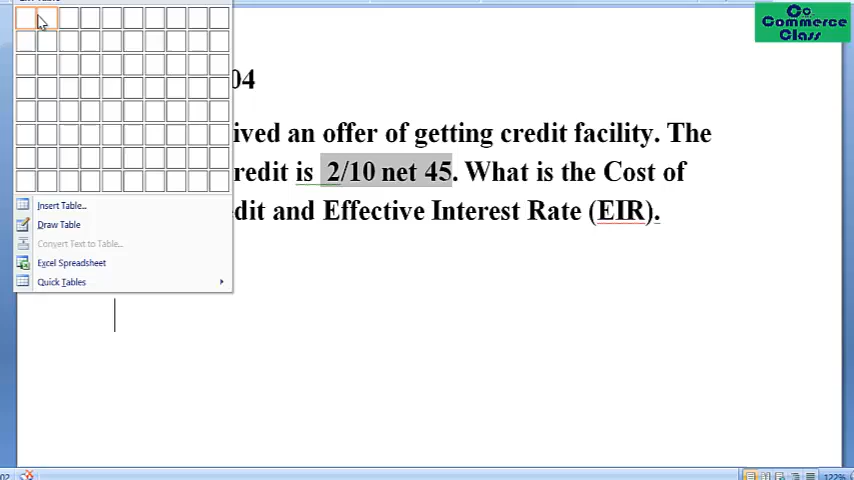 Co
Commerce
Class
04
ived an offer of getting credit facility. The
redit is 2/10 net 45. What is the Cost of
dit and Effective Interest Rate (EIR).
Insert Table...
Draw Table
Convert Text to Table...
Excel Spreadsheet
Quick Tables
02
122%